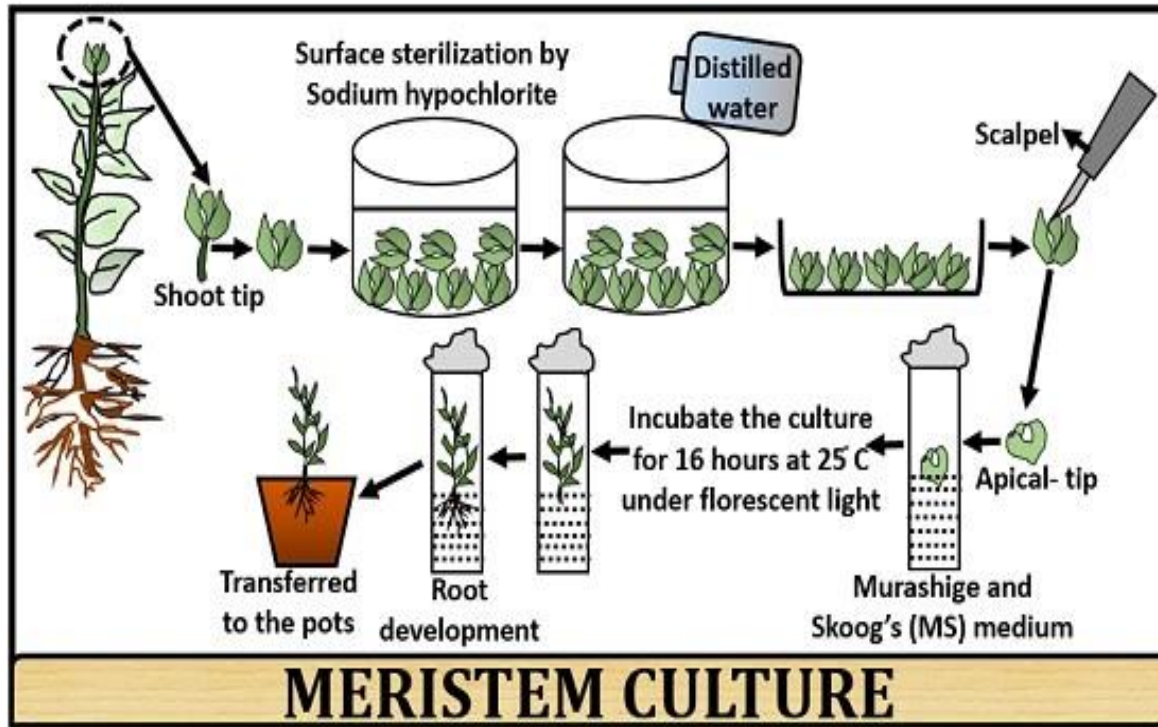 Surface sterilization by
Sodium hypochlorite
Distilled
water
Scalpel
Shoot tip
Incubate the culture
for 16 hours at 25°C
under florescent light
Apical- tip
Transferred
to the pots
Root
development
Murashige and
Skoog's (MS) medium
MERISTEM CULTURE